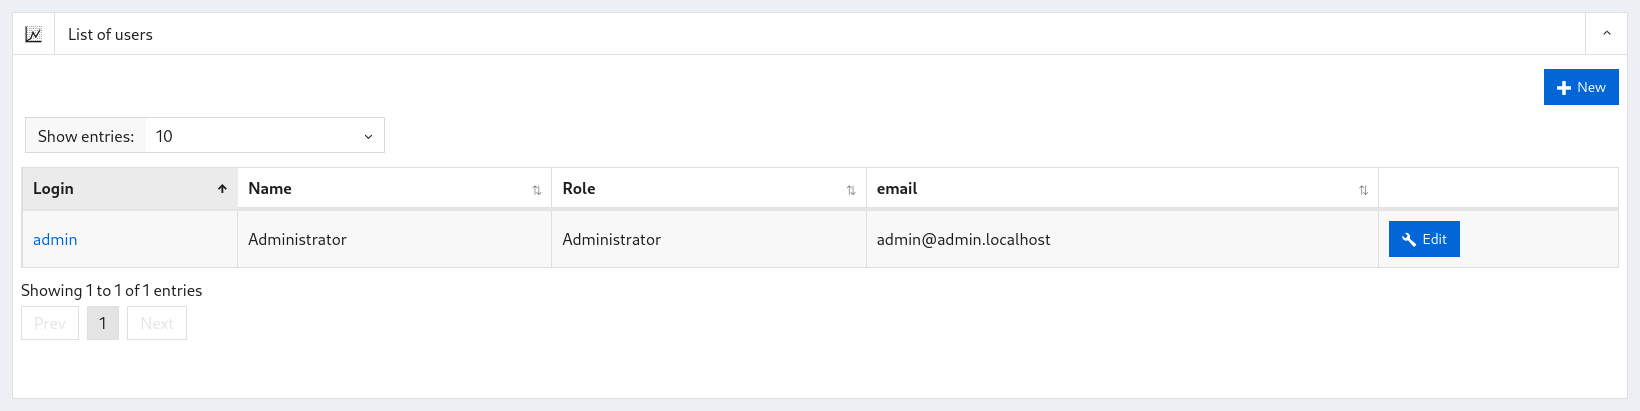 List of users
New
Show entries: 10
Login Name Role email
admin Administrator Administrator admin@admin.localhost Edit
Showing 1 to 1 of 1 entries
Prev 1 Next